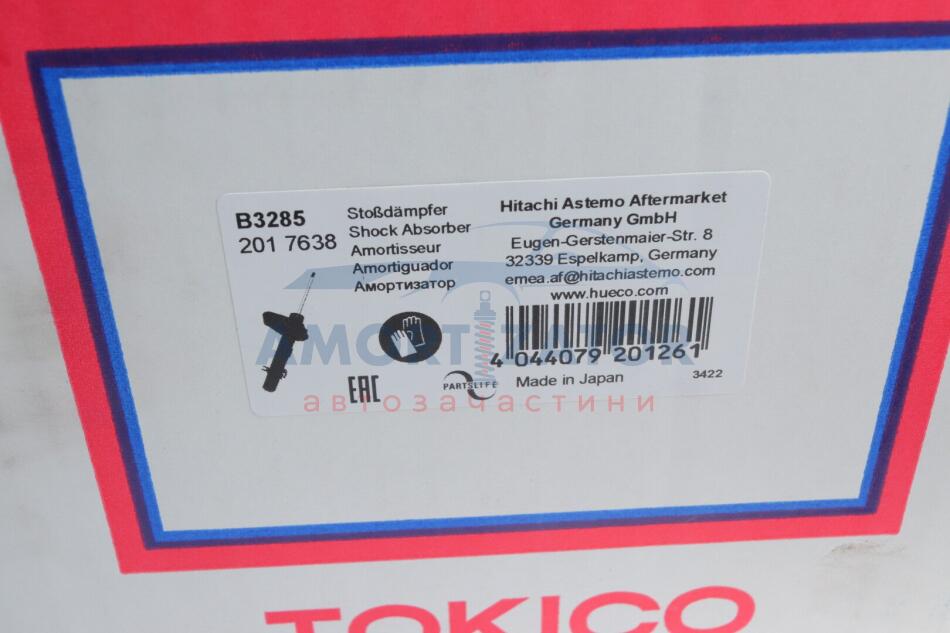 B3285
201 7638
Stoßdämpfer
Shock Absorber
Amortisseur
Amortiguador
Амортизатор
Hitachi Astemo Aftermarket
Germany GmbH
Eugen-Gerstenmaier-Str. 8
32339 Espelkamp, Germany
emea.af@hitachiastemo.com
www.hueco.com
4 044079 201261
EAC
PARTSLIFE
Made in Japan
3422
AMORTIZATOR
автозапчастини
TOKICO